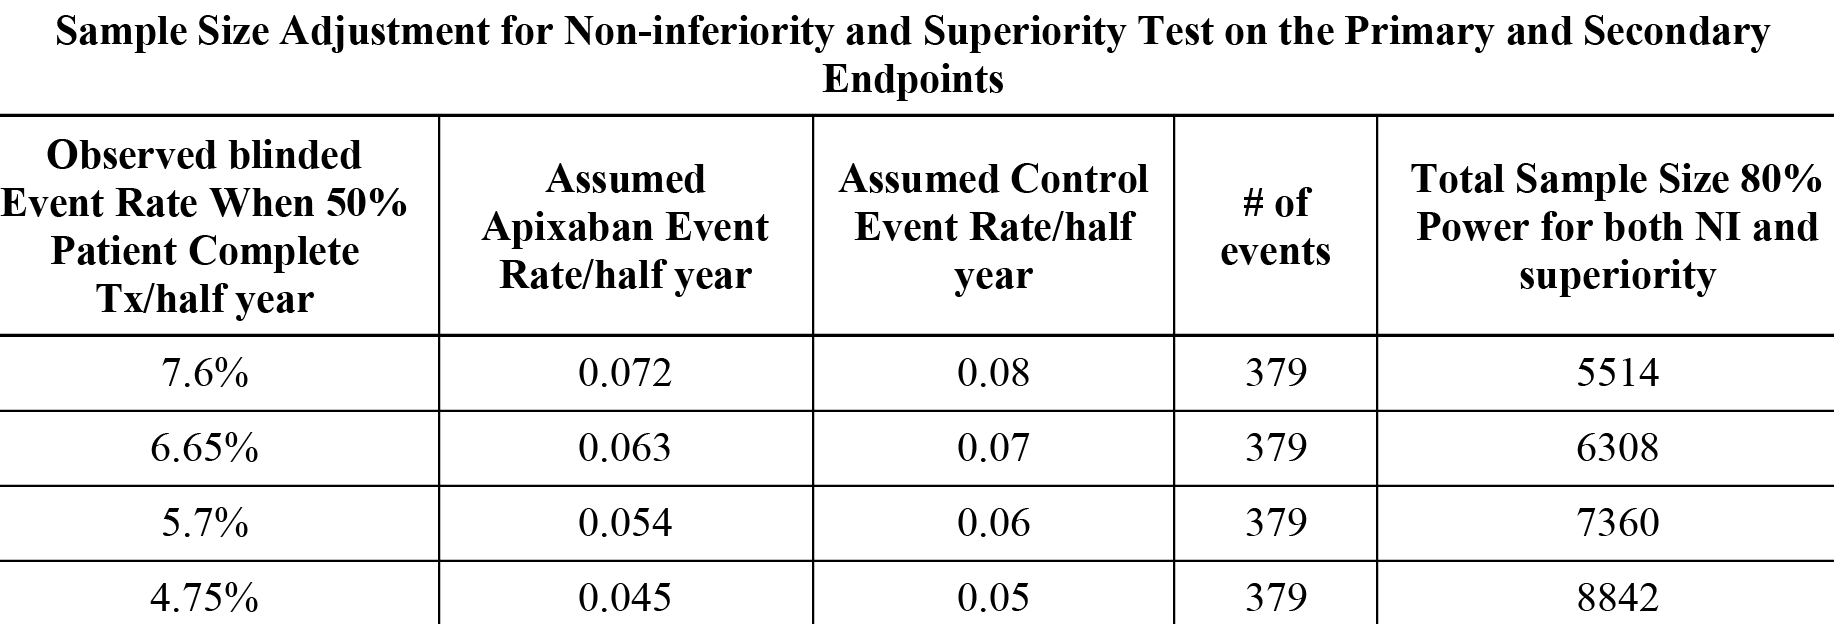 Sample Size Adjustment for Non-inferiority and Superiority Test on the Primary and Secondary
Endpoints
Observed blinded
Event Rate When 50%
Patient Complete
Tx/half year
Assumed
Apixaban Event
Rate/half year
Assumed Control
Event Rate/half
year
# of
events
Total Sample Size 80%
Power for both NI and
superiority
7.6% 0.072 0.08 379 5514
6.65% 0.063 0.07 379 6308
5.7% 0.054 0.06 379 7360
4.75% 0.045 0.05 379 8842